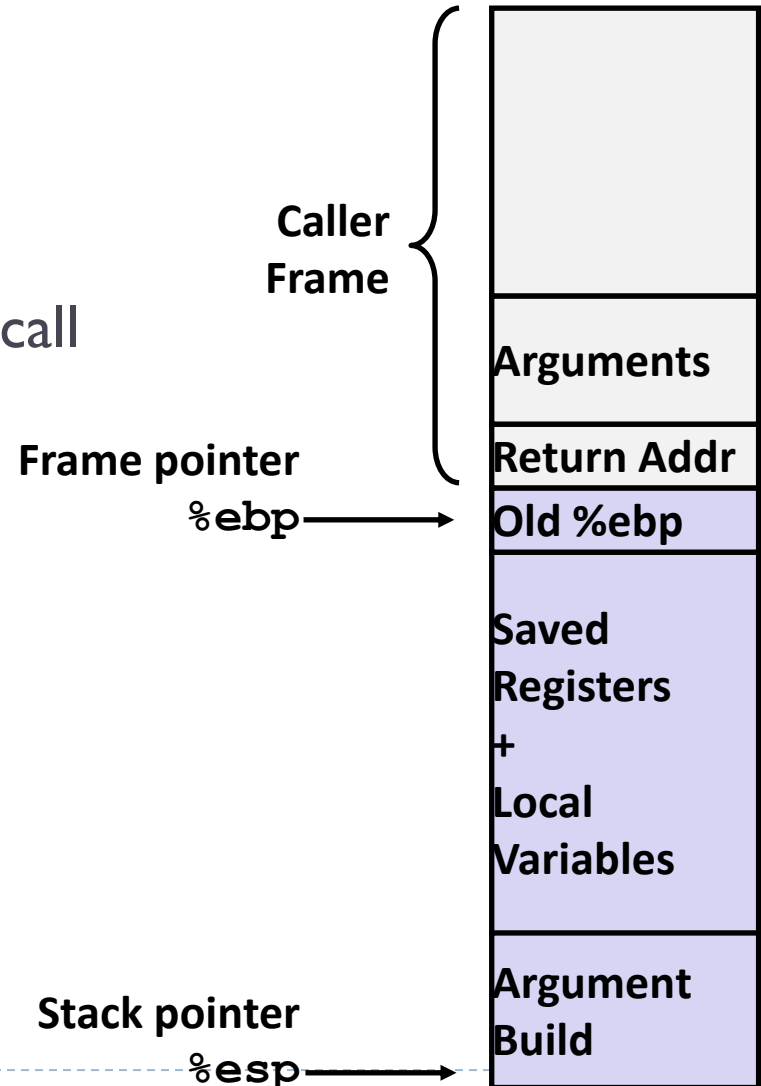 Caller
Frame
call
Arguments
Frame pointer
Return Addr
%ebp
Old %ebp
Saved
Registers
+
Local
Variables
Argument
Build
Stack pointer
%esp